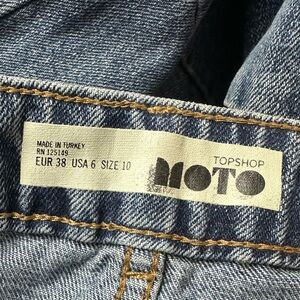 MADE IN TURKEY
RN 125149
EUR 38 USA 6 SIZE 10
TOPSHOP
MOTO